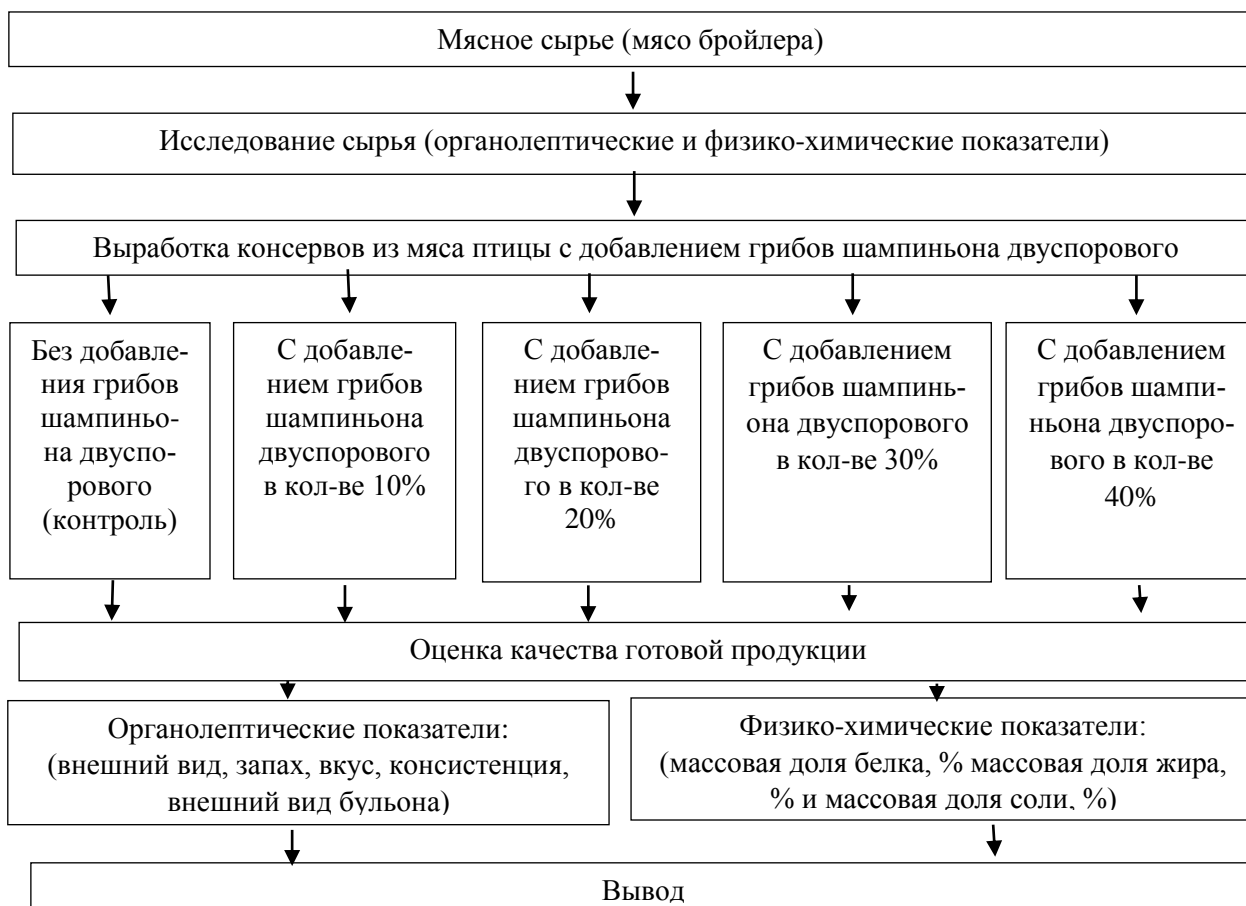 Мясное сырье (мясо бройлера)
Исследование сырья (органолептические и физико-химические показатели)
Выработка консервов из мяса птицы с добавлением грибов шампиньона двуспорового
Без добавле-
ния грибов
шампиньо-
на двуспо-
рового
(контроль)
С добавле-
нием грибов
шампиньона
двуспорового
в кол-ве 10%
С добавле-
нием грибов
шампиньона
двуспорово-
го в кол-ве
20%
С добавлением
грибов шампинь-
она двуспорового
в кол-ве 30%
С добавлением
грибов шампи-
ньона двуспоро-
вого в кол-ве
40%
Оценка качества готовой продукции
Органолептические показатели:
(внешний вид, запах, вкус, консистенция,
внешний вид бульона)
Физико-химические показатели:
(массовая доля белка, % массовая доля жира,
% и массовая доля соли, %)
Вывод